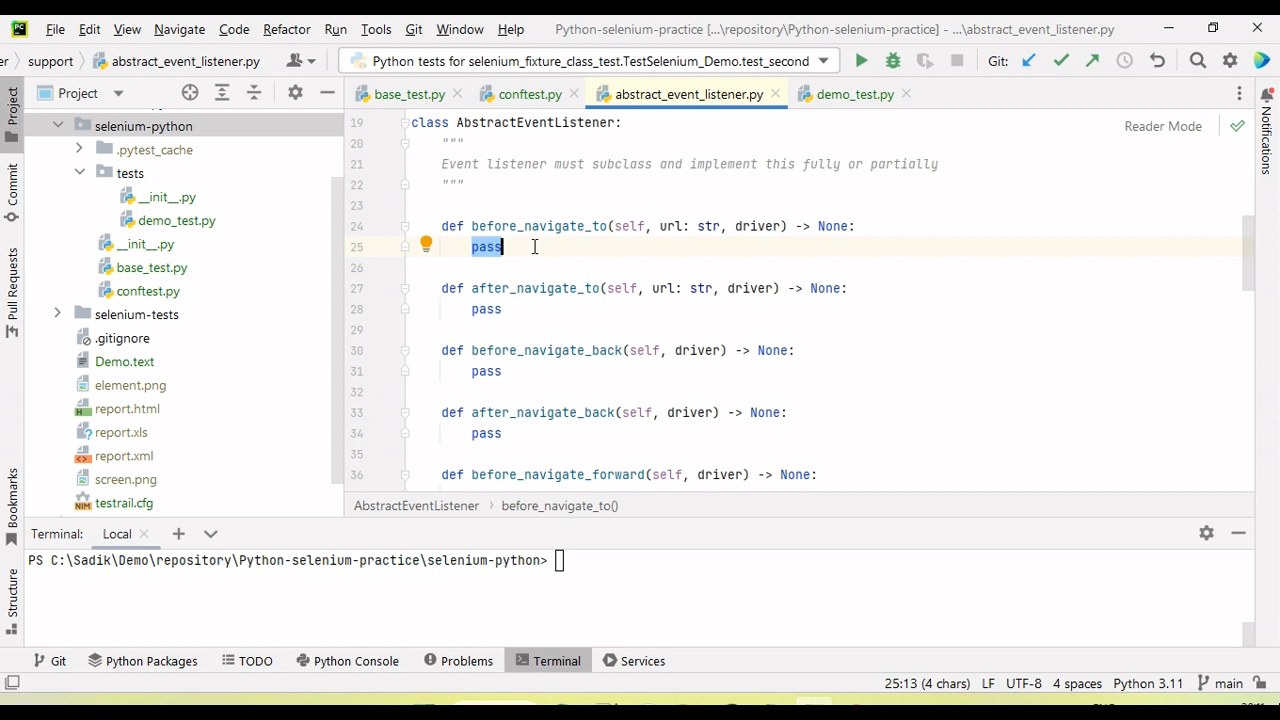 PC File Edit View Navigate Code Refactor Run Tools Git Window Help Python-selenium-practice [...\repository\Python-selenium-practice] - ...\abstract_event_listener.py
er support abstract_event_listener.py Python tests for selenium_fixture_class_test.TestSelenium_Demo.test_second Git:
Project
base_test.py conftest.py abstract_event_listener.py demo_test.py
Reader Mode
Project
Commit
Pull Requests
Bookmarks
Structure
Notifications
selenium-python
.pytest_cache
tests
__init__.py
demo_test.py
__init__.py
base_test.py
conftest.py
selenium-tests
.gitignore
Demo.text
element.png
report.html
report.xls
report.xml
screen.png
testrail.cfg
19 class AbstractEventListener:
20 """
21 Event listener must subclass and implement this fully or partially
22 """
23
24 def before_navigate_to(self, url: str, driver) -> None:
25 pass
26
27 def after_navigate_to(self, url: str, driver) -> None:
28 pass
29
30 def before_navigate_back(self, driver) -> None:
31 pass
32
33 def after_navigate_back(self, driver) -> None:
34 pass
35
36 def before_navigate_forward(self, driver) -> None:
AbstractEventListener before_navigate_to()
Terminal: Local
PS C:\Sadik\Demo\repository\Python-selenium-practice\selenium-python>
Git Python Packages TODO Python Console Problems Terminal Services
25:13 (4 chars) LF UTF-8 4 spaces Python 3.11 main